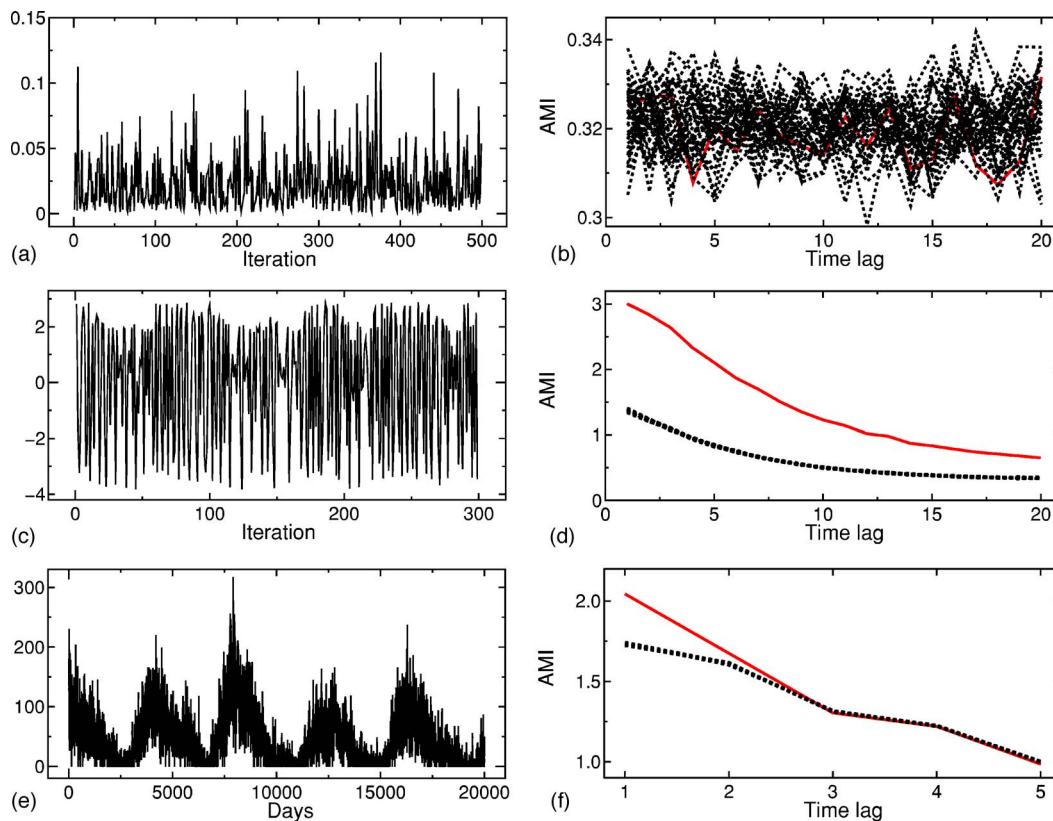 0.15
0.1
0.05
0
0 100 200 300 400 500
Iteration
(a)
0.34
0.32
0.3
AMI
0 5 10 15 20
Time lag
(b)
2
0
−2
−4
100 200 300
Iteration
(c)
3
2
1
0
AMI
0 5 10 15 20
Time lag
(d)
300
200
100
0
0 5000 10000 15000 20000
Days
(e)
2.0
1.5
1.0
AMI
1 2 3 4 5
Time lag
(f)